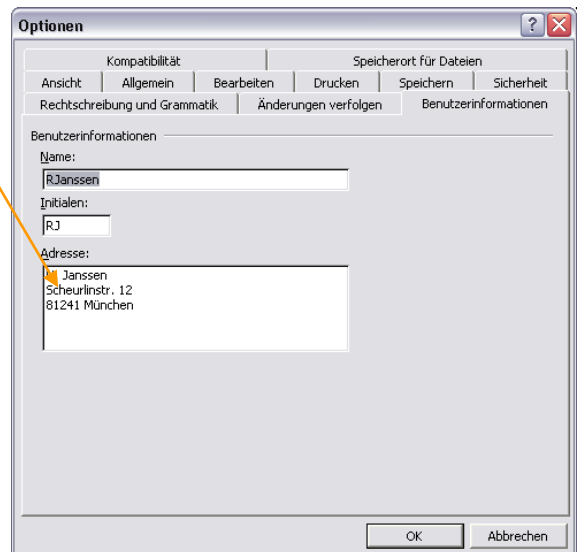 Optionen
Kompatibilität Speicherort für Dateien
Ansicht Allgemein Bearbeiten Drucken Speichern Sicherheit
Rechtschreibung und Grammatik Änderungen verfolgen Benutzerinformationen
Benutzerinformationen
Name:
RJanssen
Initialen:
RJ
Adresse:
Janssen
Scheurlinstr. 12
81241 München
OK Abbrechen